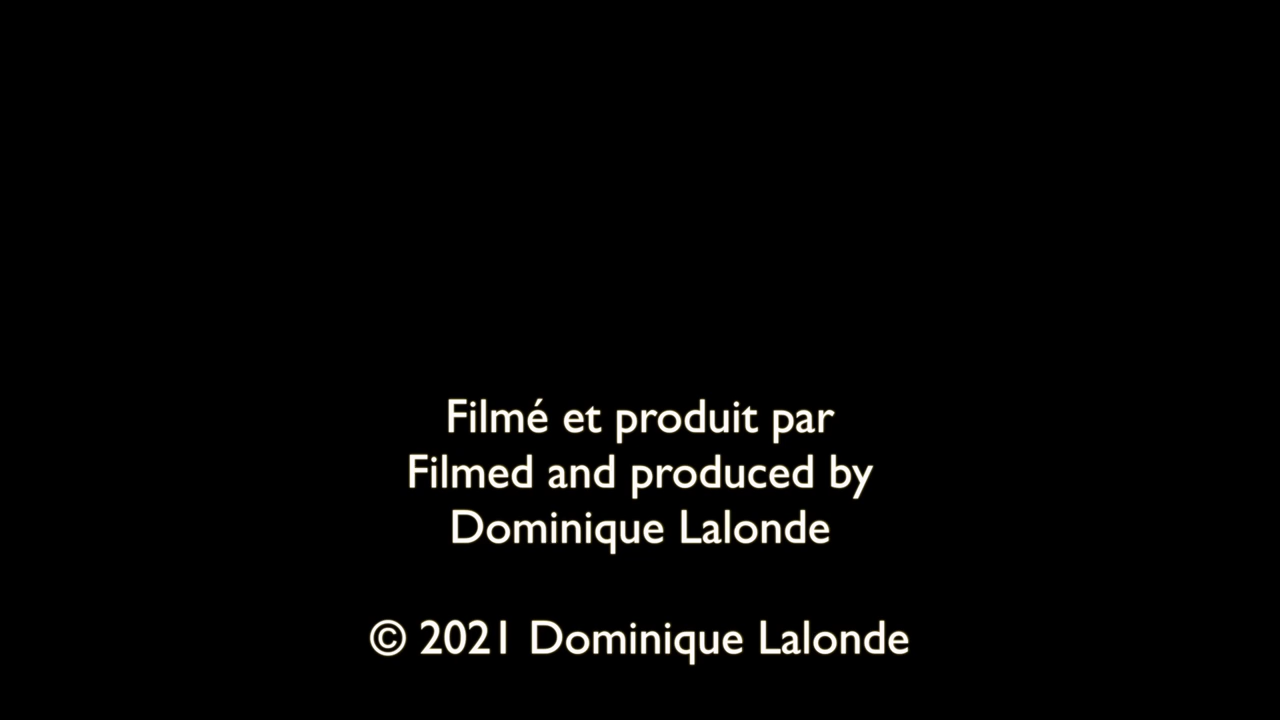 Filmé et produit par
Filmed and produced by
Dominique Lalonde
© 2021 Dominique Lalonde